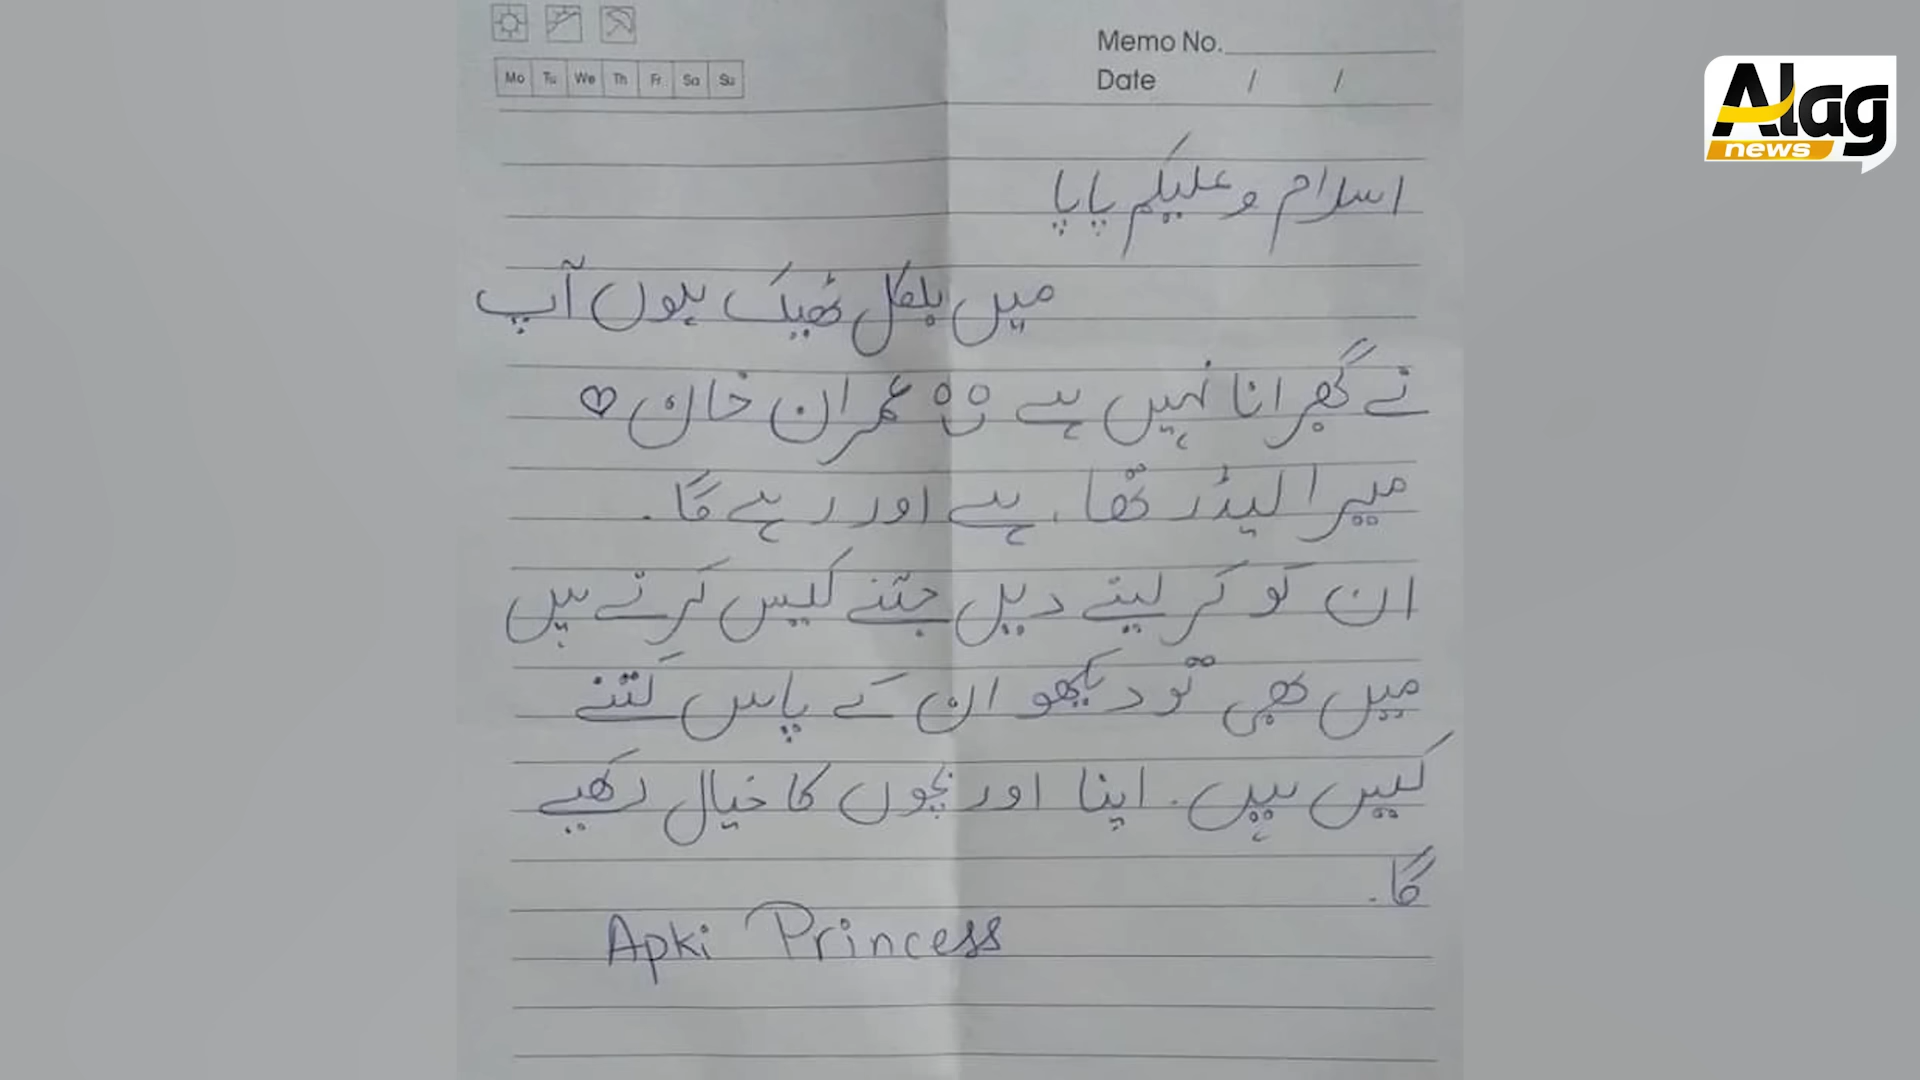 Mo Tu We Th Fr Sa Su
Memo No.
Date / /
Alag
news
اسلام و علیکم پاپا
میں بلکل ٹھیک ہوں آپ
نے گھبرانا نہیں ہے عمران خان ♡
میرا لیڈر تھا، ہے اور رہے گا۔
ان کو کر لینے دیں جتنے کیس کرنے ہیں
میں بھی تو دیکھو ان کے پاس کتنے
کیس ہیں۔ اپنا اور بچوں کا خیال رکھیے
گا۔
Apki Princess